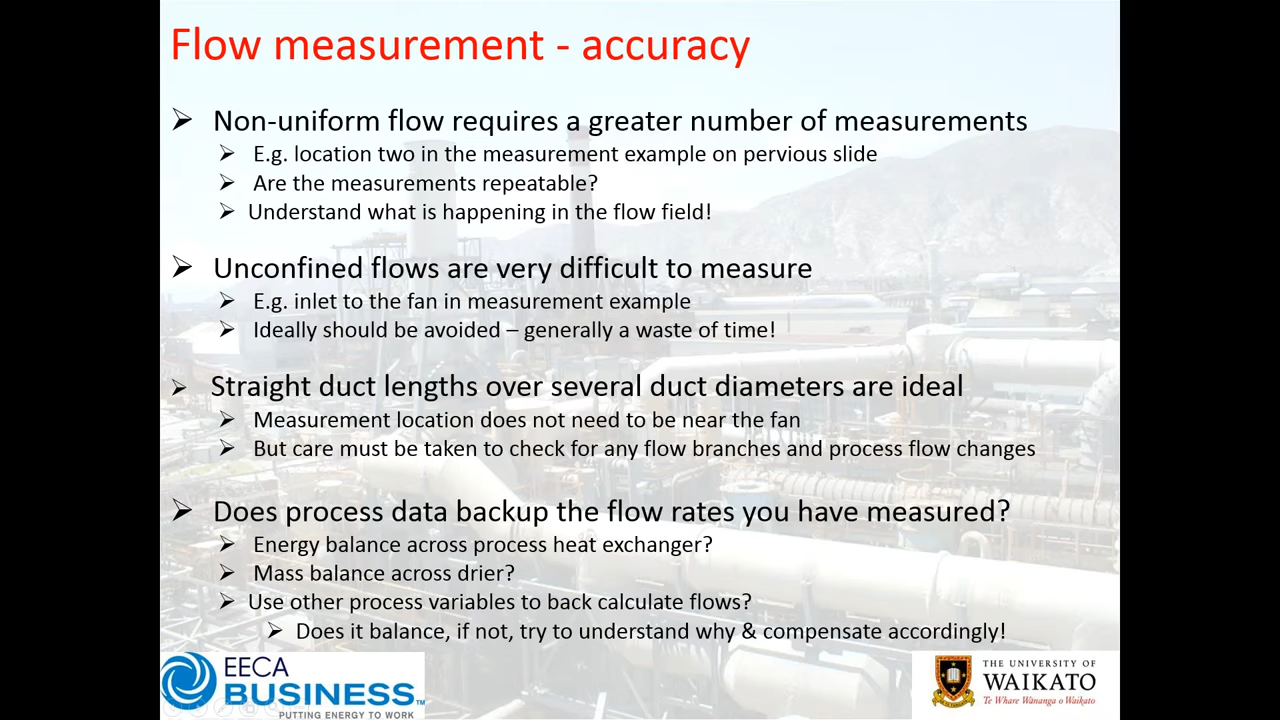 Flow measurement - accuracy
➢ Non-uniform flow requires a greater number of measurements
➢ E.g. location two in the measurement example on pervious slide
➢ Are the measurements repeatable?
➢ Understand what is happening in the flow field!
➢ Unconfined flows are very difficult to measure
➢ E.g. inlet to the fan in measurement example
➢ Ideally should be avoided – generally a waste of time!
➢ Straight duct lengths over several duct diameters are ideal
➢ Measurement location does not need to be near the fan
➢ But care must be taken to check for any flow branches and process flow changes
➢ Does process data backup the flow rates you have measured?
➢ Energy balance across process heat exchanger?
➢ Mass balance across drier?
➢ Use other process variables to back calculate flows?
➢ Does it balance, if not, try to understand why & compensate accordingly!
EECA
BUSINESS™
PUTTING ENERGY TO WORK
THE UNIVERSITY OF
WAIKATO
Te Whare Wānanga o Waikato